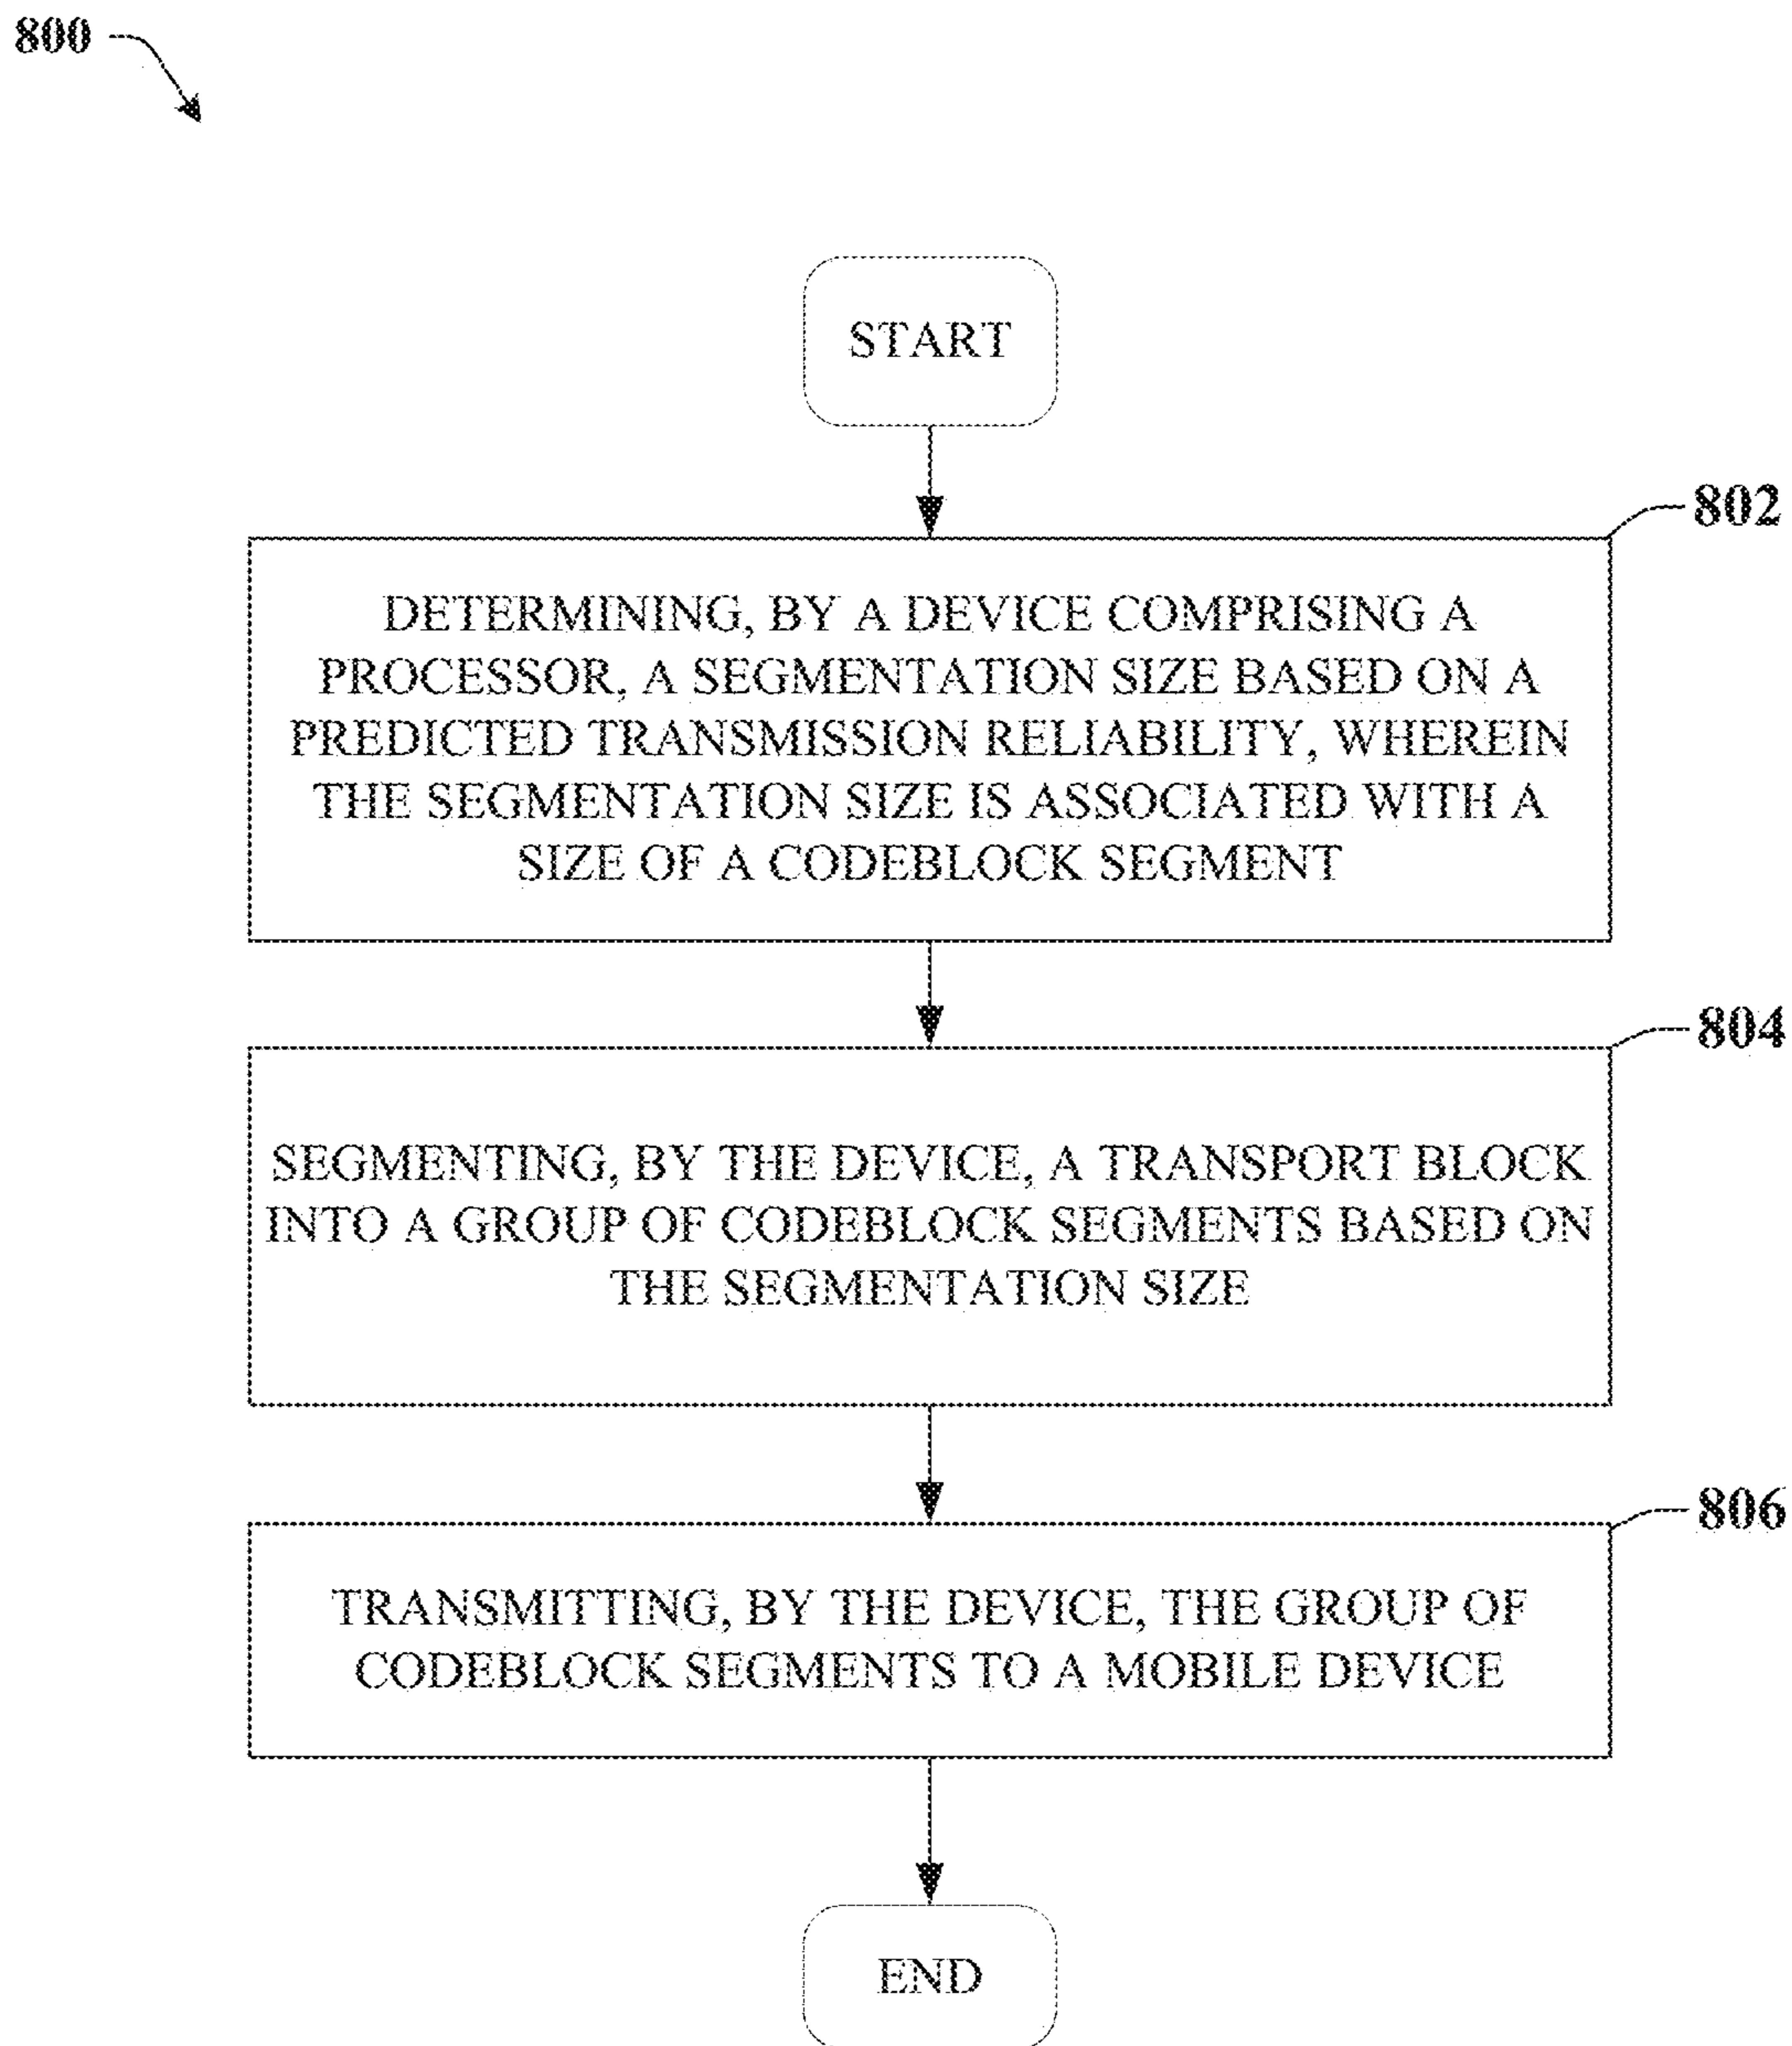 800
START
802
DETERMINING, BY A DEVICE COMPRISING A
PROCESSOR, A SEGMENTATION SIZE BASED ON A
PREDICTED TRANSMISSION RELIABILITY, WHEREIN
THE SEGMENTATION SIZE IS ASSOCIATED WITH A
SIZE OF A CODEBLOCK SEGMENT
804
SEGMENTING, BY THE DEVICE, A TRANSPORT BLOCK
INTO A GROUP OF CODEBLOCK SEGMENTS BASED ON
THE SEGMENTATION SIZE
806
TRANSMITTING, BY THE DEVICE, THE GROUP OF
CODEBLOCK SEGMENTS TO A MOBILE DEVICE
END